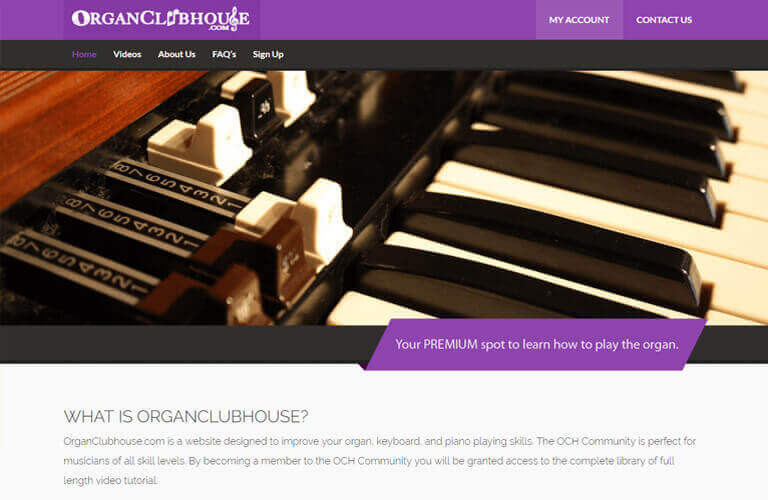 ORGANCLUBHOUSE
.COM
MY ACCOUNT CONTACT US
Home Videos About Us FAQ's Sign Up
87654321
87654321
87654321
Your PREMIUM spot to learn how to play the organ.
WHAT IS ORGANCLUBHOUSE?
OrganClubhouse.com is a website designed to improve your organ, keyboard, and piano playing skills. The OCH Community is perfect for
musicians of all skill levels. By becoming a member to the OCH Community you will be granted access to the complete library of full
length video tutorial.